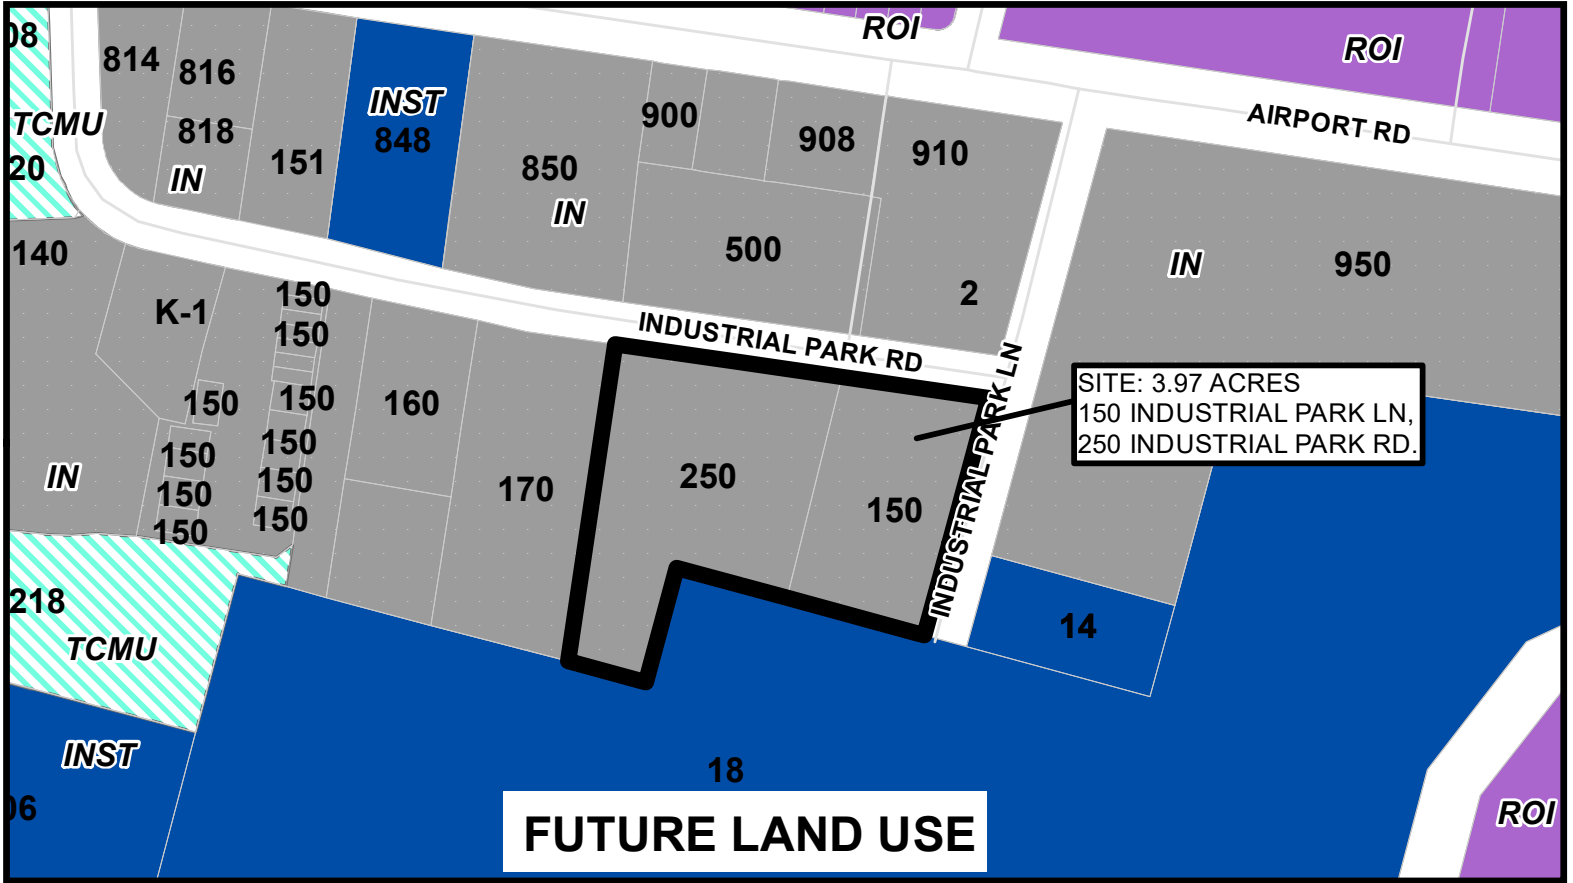 08
814
816
ROI
ROI
INST
848
TCMU
818
900
908
910
AIRPORT RD
20
IN
151
850
IN
140
500
IN
950
K-1
150
150
2
INDUSTRIAL PARK RD
INDUSTRIAL PARK LN
SITE: 3.97 ACRES
150 INDUSTRIAL PARK LN,
250 INDUSTRIAL PARK RD.
150
150
160
150
150
IN
150
150
150
150
170
250
150
218
TCMU
14
INST
18
06
ROI
FUTURE LAND USE